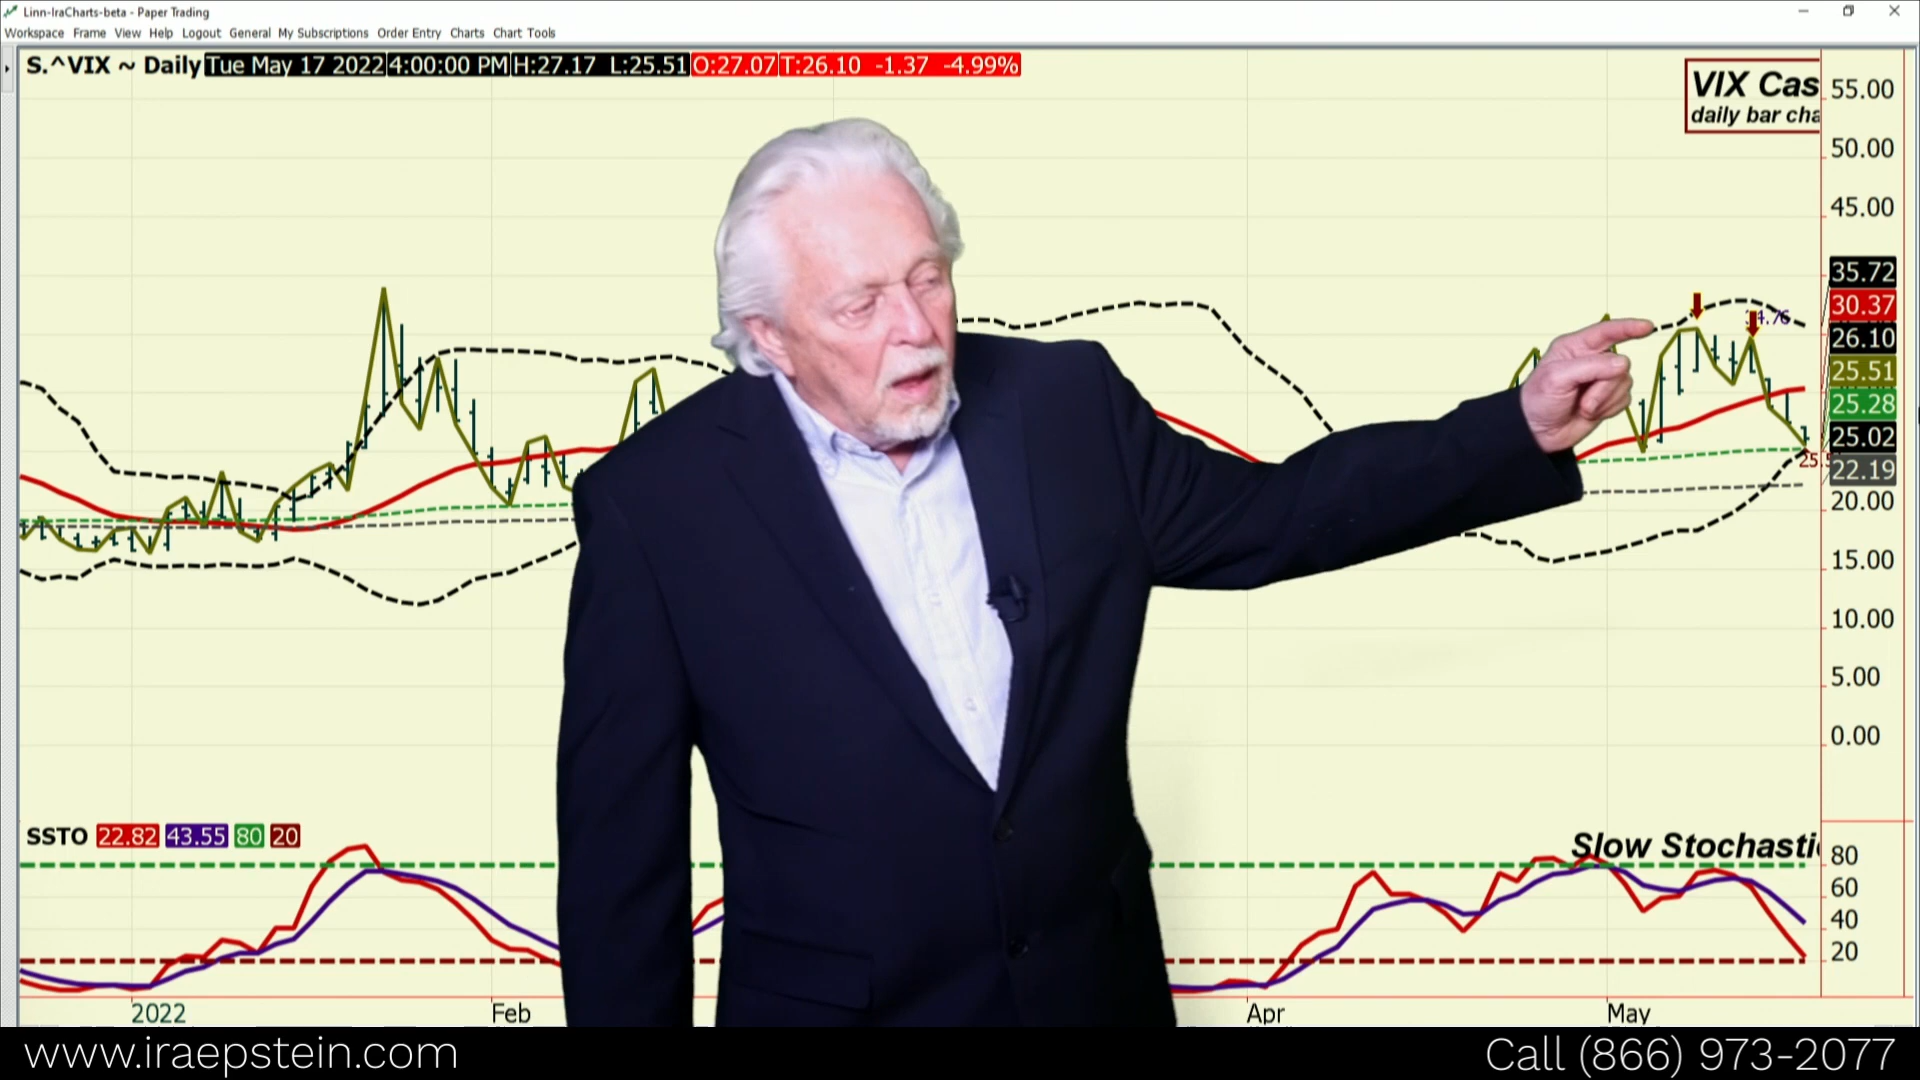 Linn-IraCharts-beta - Paper Trading
Workspace Frame View Help Logout General My Subscriptions Order Entry Charts Chart Tools
S.^VIX ~ Daily Tue May 17 2022 4:00:00 PM H:27.17 L:25.51 O:27.07 T:26.10 -1.37 -4.99%
VIX Cas
daily bar cha
55.00
50.00
45.00
35.72
30.37
26.10
25.51
25.28
25.02
22.19
20.00
15.00
10.00
5.00
0.00
SSTO 22.82 43.55 80 20
Slow Stochasti
80
60
40
20
2022 Feb Apr May
www.iraepstein.com
Call (866) 973-2077